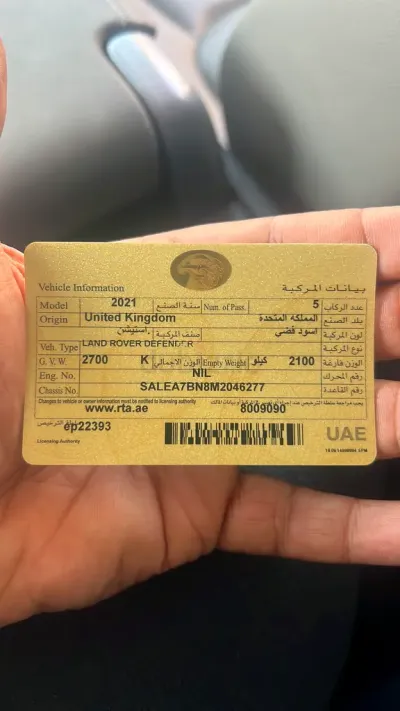 Vehicle Information بيانات المركبة
Model 2021 سنة الصنع Num. of Pass. 5 عدد الركاب
Origin United Kingdom المملكة المتحدة بلد الصنع
استيشن صنف المركبة اسود فضي لون المركبة
Veh. Type LAND ROVER DEFENDER نوع المركبة
G. V. W. 2700 K الوزن الاجمالي Empty Weight كيلو 2100 الوزن فارغة
Eng. No. NIL رقم المحرك
Chassis No. SALEA7BN8M2046277 رقم القاعدة
Changes to vehicle or owner information must be notified to licensing authority
www.rta.ae 8009090
ep22393
Licensing Authority
UAE